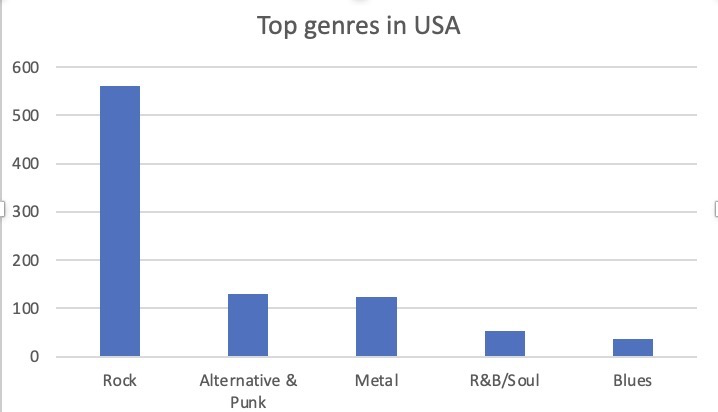 Top genres in USA
600
500
400
300
200
100
0
Rock
Alternative &
Punk
Metal
R&B/Soul
Blues